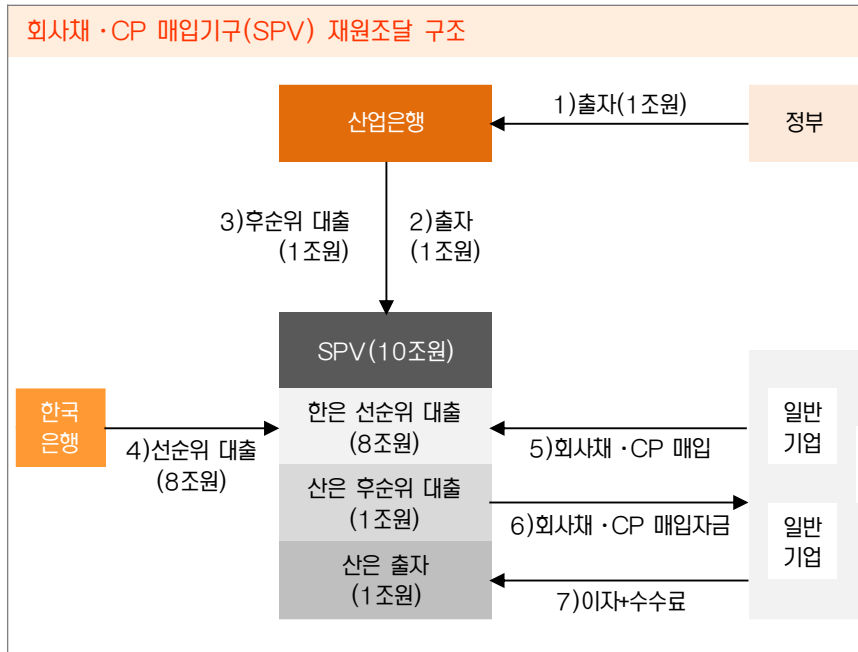 회사채 ·CP 매입기구(SPV) 재원조달 구조
산업은행
1)출자(1조원)
정부
3)후순위 대출
(1조원)
2)출자
(1조원)
SPV(10조원)
한국
은행
4)선순위 대출
(8조원)
한은 선순위 대출
(8조원)
산은 후순위 대출
(1조원)
산은 출자
(1조원)
5)회사채 ·CP 매입
6)회사채 ·CP 매입자금
7)이자+수수료
일반
기업
일반
기업